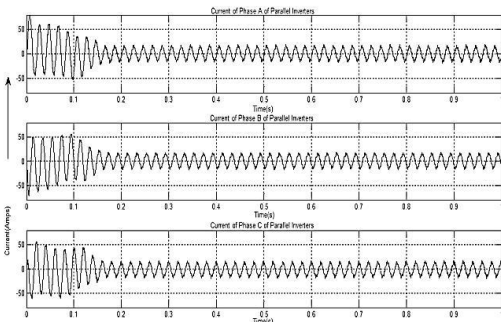 Current of Phase A of Parallel Inverters
50
0
-50
0 0.1 0.2 0.3 0.4 0.5 0.6 0.7 0.8 0.9
Time(s)
Current of Phase B of Parallel Inverters
50
0
-50
0 0.1 0.2 0.3 0.4 0.5 0.6 0.7 0.8 0.9
Time(s)
Current of Phase C of Parallel Inverters
50
0
-50
0 0.1 0.2 0.3 0.4 0.5 0.6 0.7 0.8 0.9
Time(s)
Current(Amps)